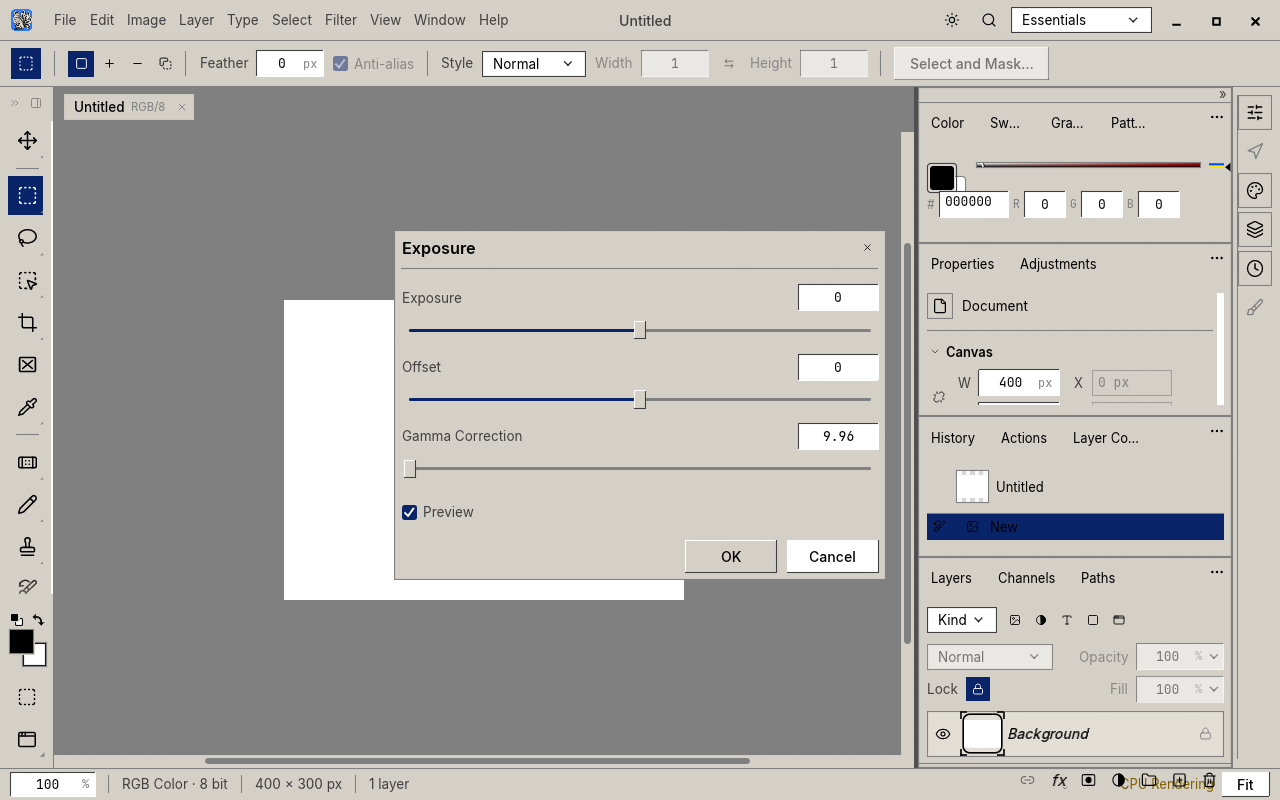 File Edit Image Layer Type Select Filter View Window Help Untitled Essentials
Feather 0 px Anti-alias Style Normal Width 1 Height 1 Select and Mask...
Untitled RGB/8
Color Sw... Gra... Patt...
# 000000 R 0 G 0 B 0
Properties Adjustments
Document
Canvas
W 400 px X 0 px
Exposure
Exposure 0
Offset 0
Gamma Correction 9.96
Preview
OK Cancel
History Actions Layer Co...
Untitled
New
Layers Channels Paths
Kind
Normal Opacity 100 %
Lock Fill 100 %
Background
100 % RGB Color · 8 bit 400 × 300 px 1 layer fx CPU Rendering Fit